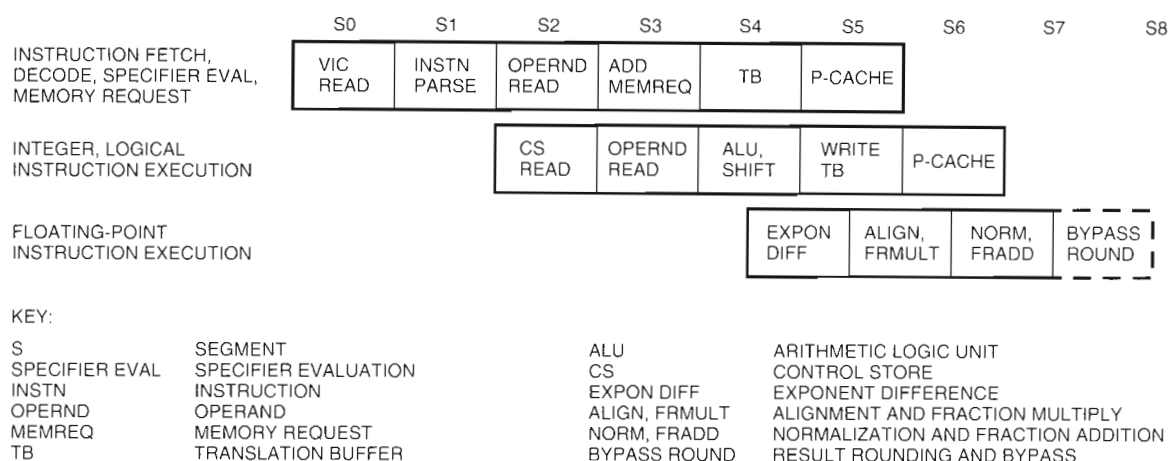 S0 S1 S2 S3 S4 S5 S6 S7 S8
INSTRUCTION FETCH,
DECODE, SPECIFIER EVAL,
MEMORY REQUEST
VIC
READ
INSTN
PARSE
OPERND
READ
ADD
MEMREQ
TB
P-CACHE
INTEGER, LOGICAL
INSTRUCTION EXECUTION
CS
READ
OPERND
READ
ALU,
SHIFT
WRITE
TB
P-CACHE
FLOATING-POINT
INSTRUCTION EXECUTION
EXPON
DIFF
ALIGN,
FRMULT
NORM,
FRADD
BYPASS
ROUND
KEY:
S SEGMENT
SPECIFIER EVAL SPECIFIER EVALUATION
INSTN INSTRUCTION
OPERND OPERAND
MEMREQ MEMORY REQUEST
TB TRANSLATION BUFFER
ALU ARITHMETIC LOGIC UNIT
CS CONTROL STORE
EXPON DIFF EXPONENT DIFFERENCE
ALIGN, FRMULT ALIGNMENT AND FRACTION MULTIPLY
NORM, FRADD NORMALIZATION AND FRACTION ADDITION
BYPASS ROUND RESULT ROUNDING AND BYPASS